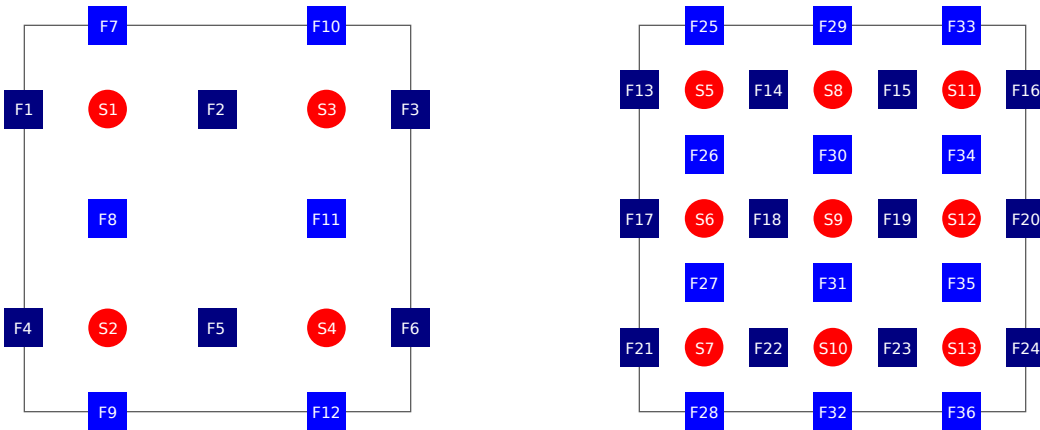 F7 F10
F1 S1 F2 S3 F3
F8 F11
F4 S2 F5 S4 F6
F9 F12
F25 F29 F33
F13 S5 F14 S8 F15 S11 F16
F26 F30 F34
F17 S6 F18 S9 F19 S12 F20
F27 F31 F35
F21 S7 F22 S10 F23 S13 F24
F28 F32 F36